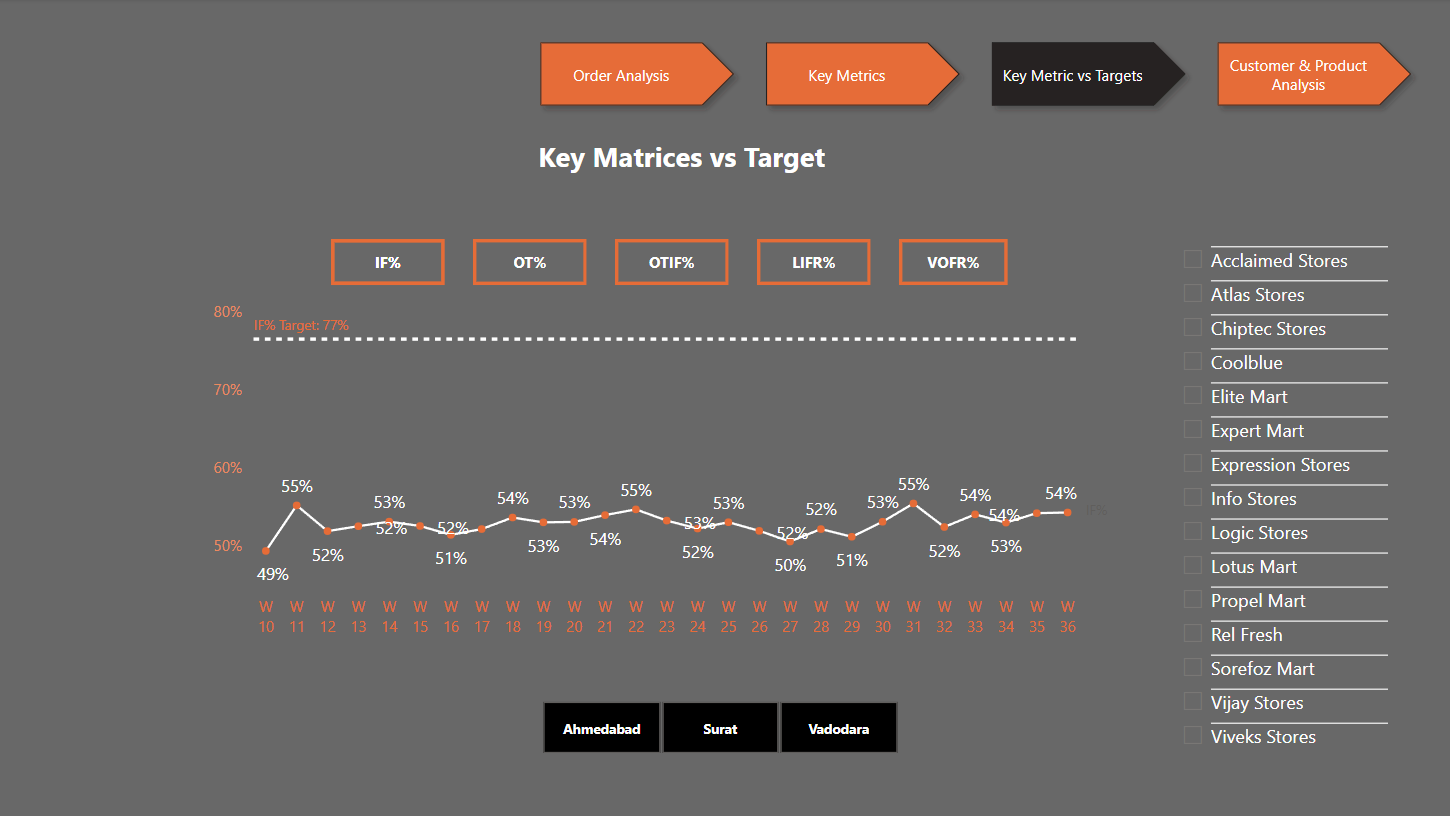 Order Analysis
Key Metrics
Key Metric vs Targets
Customer & Product
Analysis
Key Matrices vs Target
IF%
OT%
OTIF%
LIFR%
VOFR%
80%
IF% Target: 77%
70%
60%
50%
49%
55%
52%
53%
52%
52%
51%
54%
53%
53%
54%
55%
53%
52%
53%
52%
50%
52%
51%
53%
55%
52%
54%
54%
53%
54%
IF%
W W W W W W W W W W W W W W W W W W W W W W W W W W W
10 11 12 13 14 15 16 17 18 19 20 21 22 23 24 25 26 27 28 29 30 31 32 33 34 35 36
Ahmedabad
Surat
Vadodara
Acclaimed Stores
Atlas Stores
Chiptec Stores
Coolblue
Elite Mart
Expert Mart
Expression Stores
Info Stores
Logic Stores
Lotus Mart
Propel Mart
Rel Fresh
Sorefoz Mart
Vijay Stores
Viveks Stores